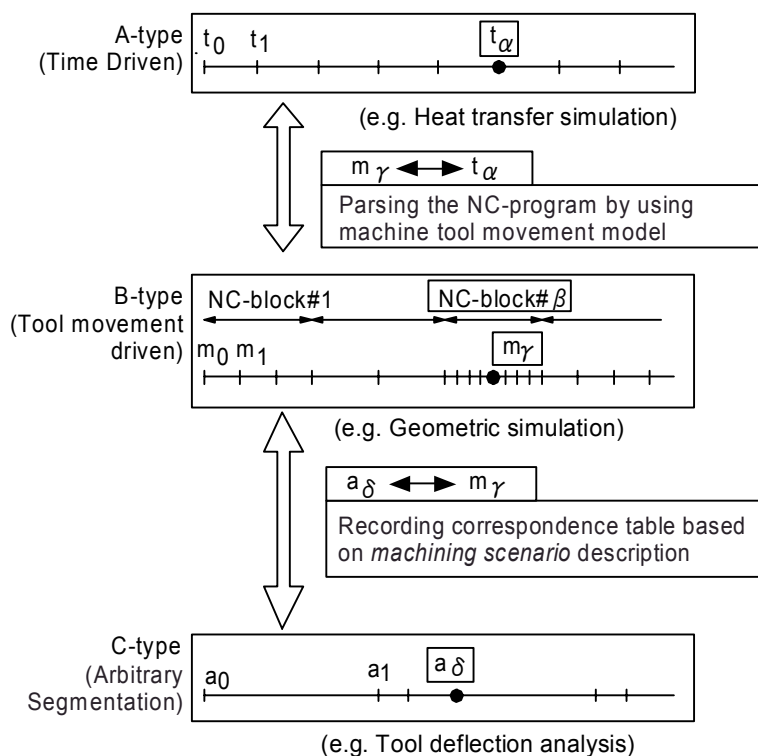 A-type
(Time Driven)
t0 t1 tα
(e.g. Heat transfer simulation)
mγ tα
Parsing the NC-program by using
machine tool movement model
B-type
(Tool movement
driven)
NC-block#1 NC-block#β
m0 m1 mγ
(e.g. Geometric simulation)
aδ mγ
Recording correspondence table based
on machining scenario description
C-type
(Arbitrary
Segmentation)
a0 a1 aδ
(e.g. Tool deflection analysis)